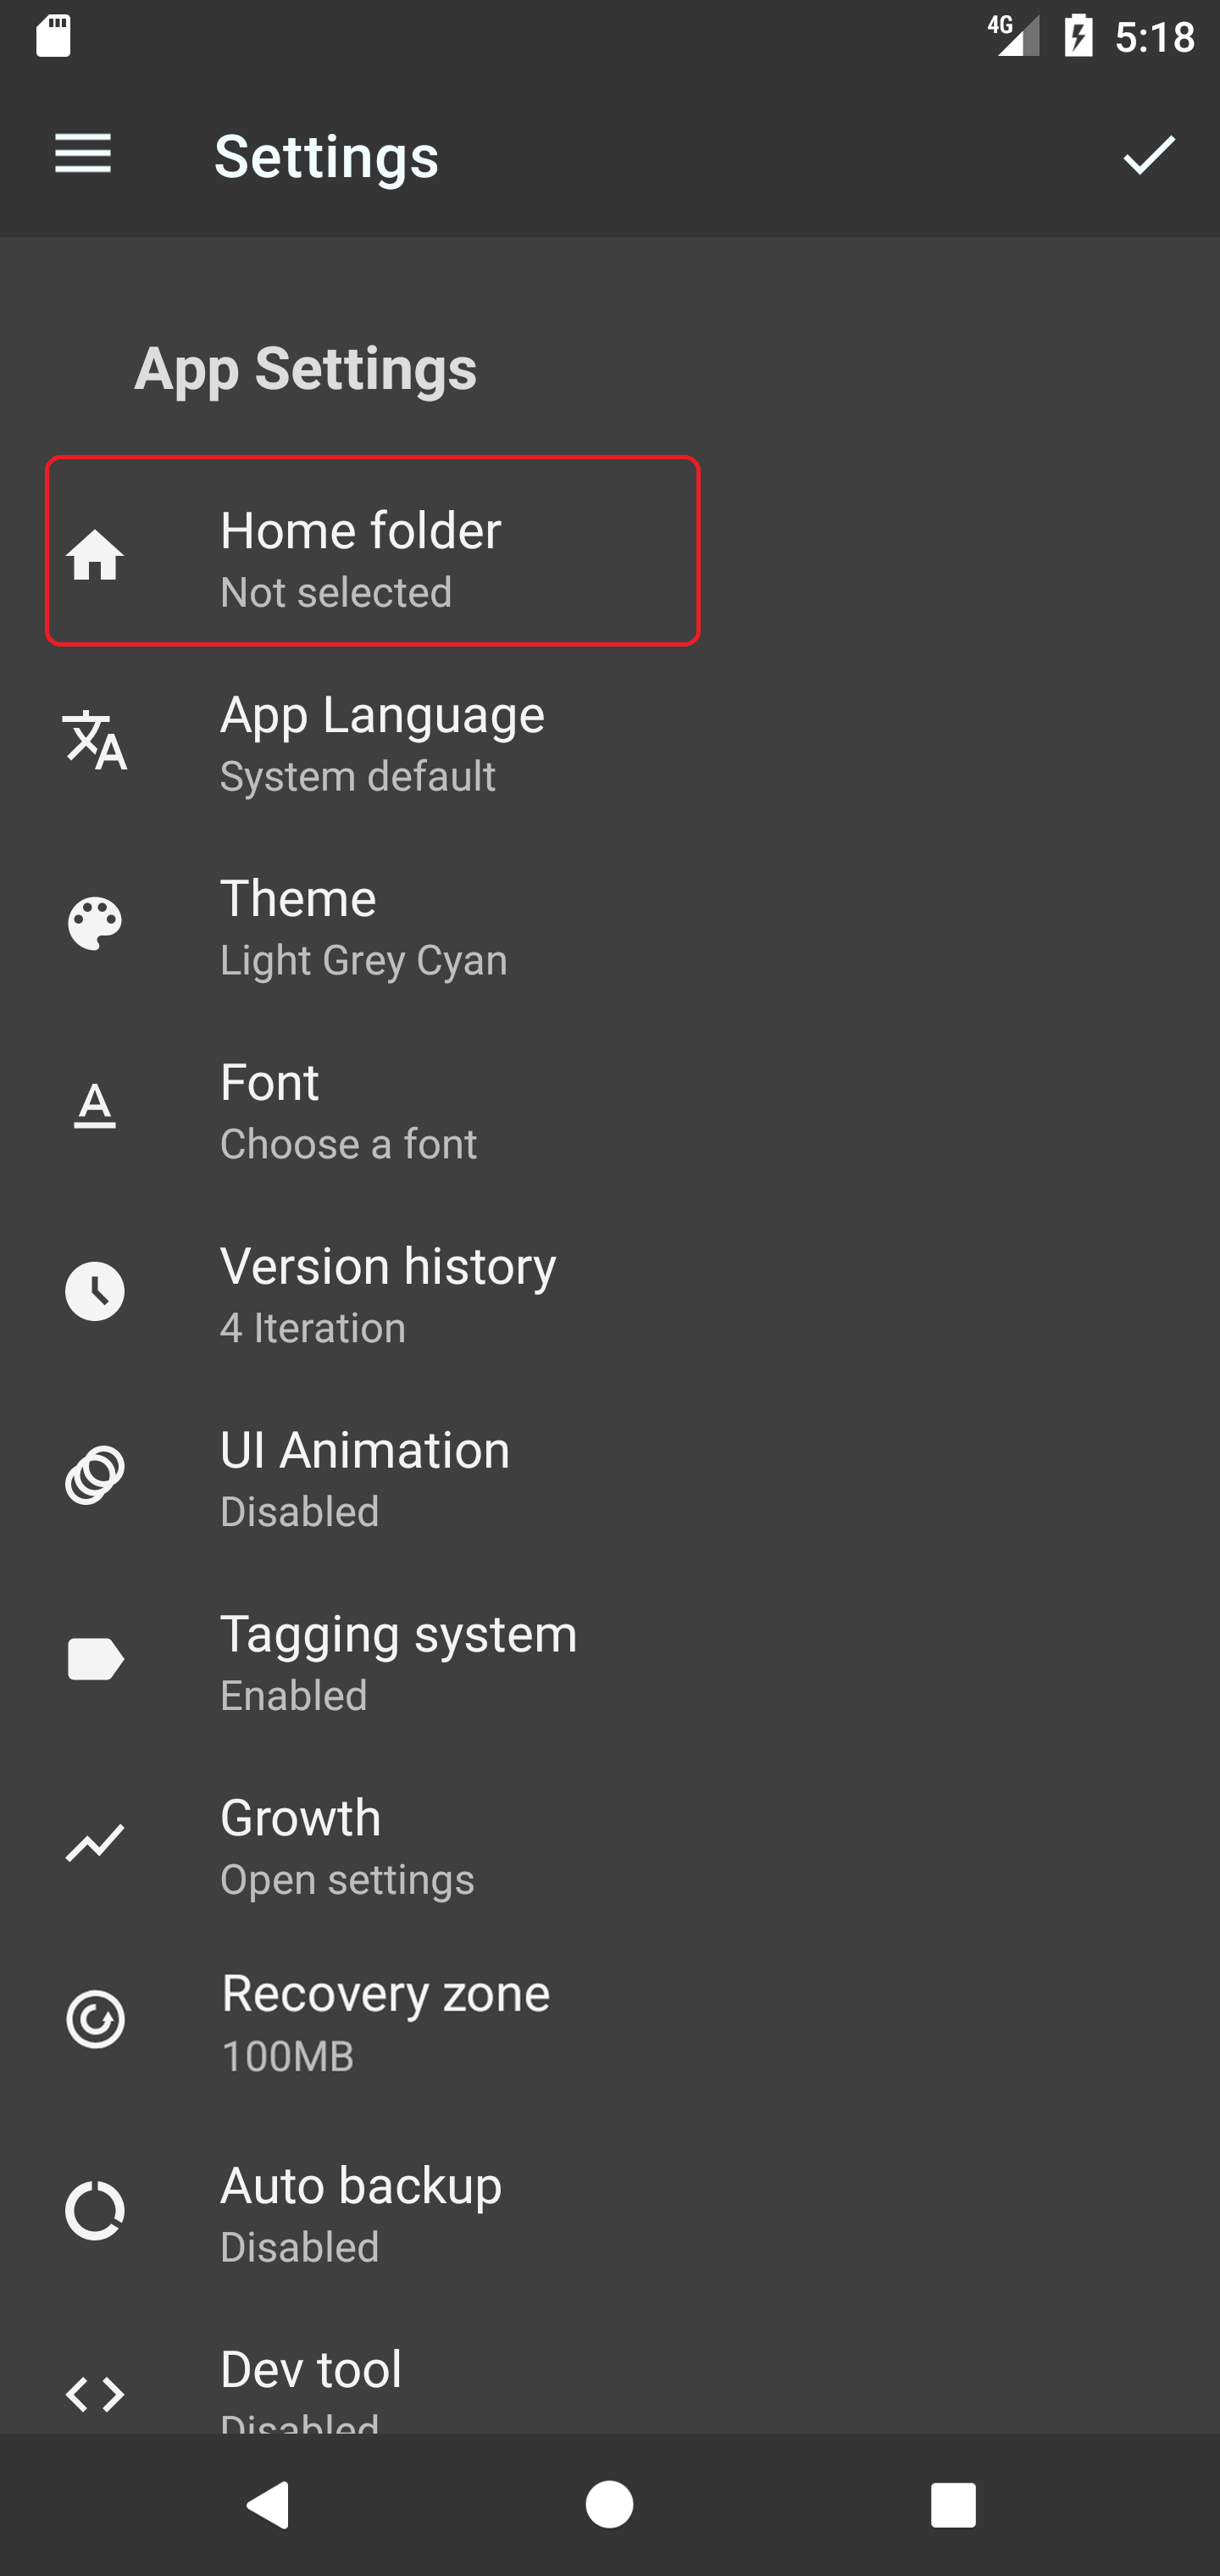 4G 5:18
Settings
App Settings
Home folder
Not selected
App Language
System default
Theme
Light Grey Cyan
Font
Choose a font
Version history
4 Iteration
UI Animation
Disabled
Tagging system
Enabled
Growth
Open settings
Recovery zone
100MB
Auto backup
Disabled
Dev tool
Disabled